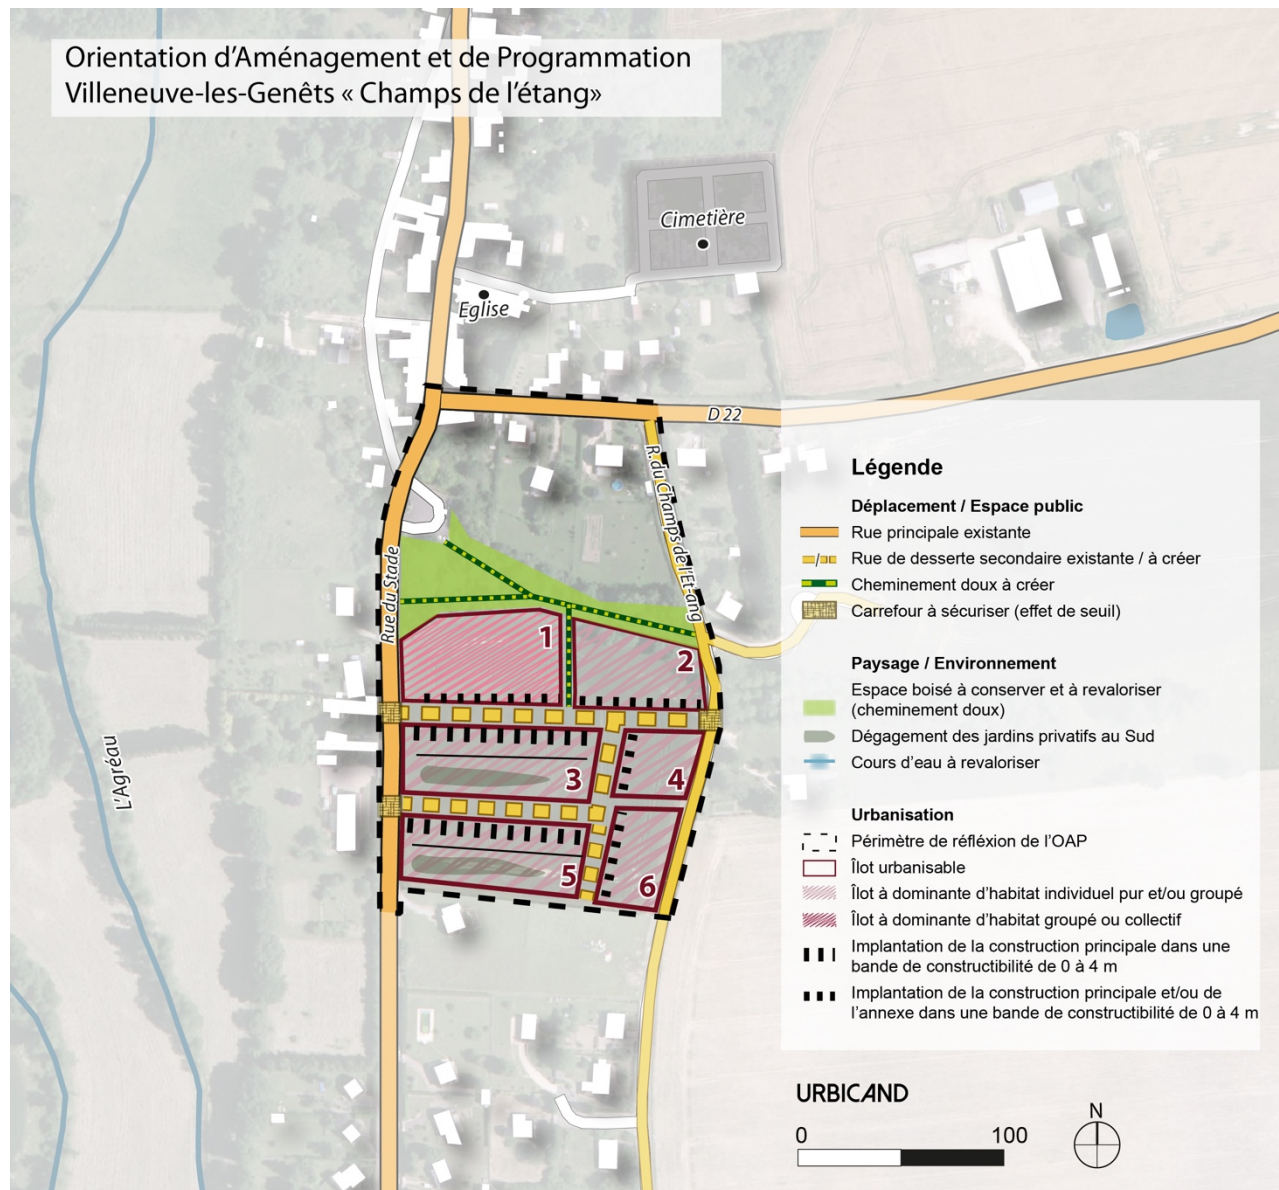 Orientation d'Aménagement et de Programmation
Villeneuve-les-Genêts « Champs de l'étang»
Cimetière
Eglise
D 22
R. du Champs de l'Et-ang
Rue du Stade
L'Agréau
1
2
3
4
5
6
Légende
Déplacement / Espace public
Rue principale existante
Rue de desserte secondaire existante / à créer
Cheminement doux à créer
Carrefour à sécuriser (effet de seuil)
Paysage / Environnement
Espace boisé à conserver et à revaloriser
(cheminement doux)
Dégagement des jardins privatifs au Sud
Cours d'eau à revaloriser
Urbanisation
Périmètre de réfléxion de l'OAP
Îlot urbanisable
Îlot à dominante d'habitat individuel pur et/ou groupé
Îlot à dominante d'habitat groupé ou collectif
Implantation de la construction principale dans une
bande de constructibilité de 0 à 4 m
Implantation de la construction principale et/ou de
l'annexe dans une bande de constructibilité de 0 à 4 m
URBICAND
0 100
N